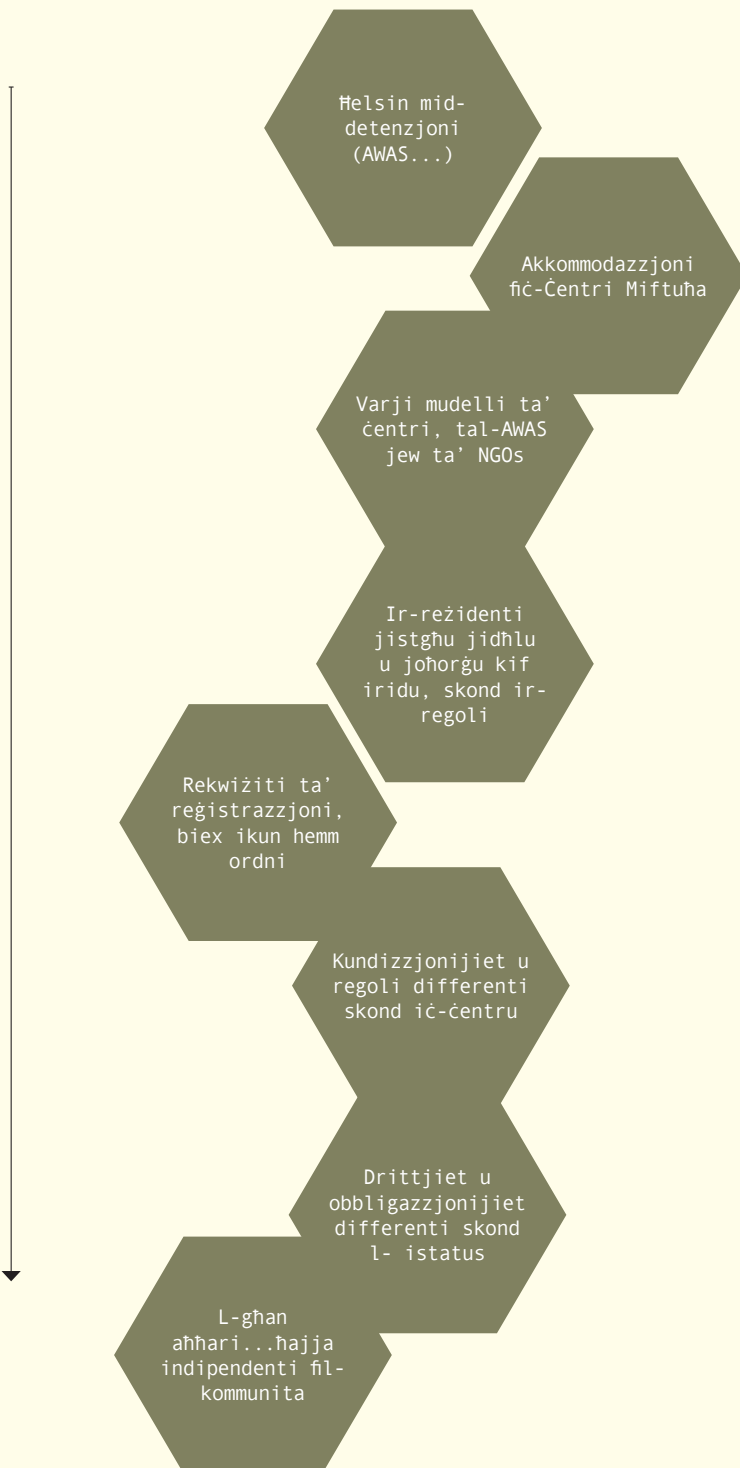 Ħelsin mid-
detenzjoni
(AWAS...)
Akkommodazzjoni
fiċ-Ċentri Miftuħa
Varji mudelli ta’
ċentri, tal-AWAS
jew ta’ NGOs
Ir-reżidenti
jistgħu jidħlu
u joħorġu kif
iridu, skond ir-
regoli
Rekwiżiti ta’
reġistrazzjoni,
biex ikun hemm
ordni
Kundizzjonijiet u
regoli differenti
skond iċ-ċentru
Drittjiet u
obbligazzjonijiet
differenti skond
l- istatus
L-għan
aħħari...ħajja
indipendenti fil-
kommunita